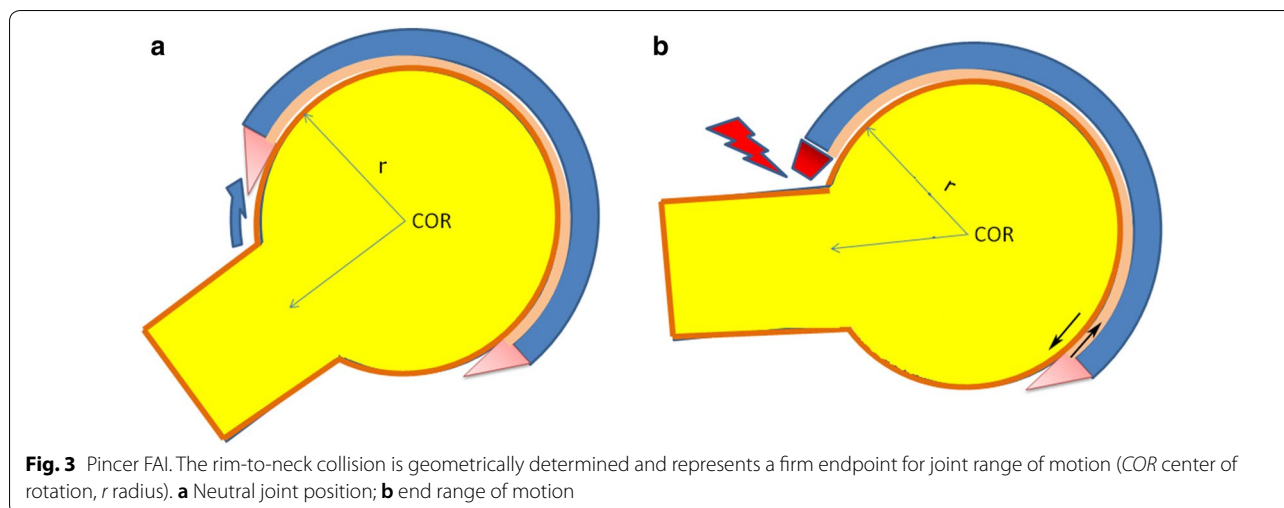 a
b
r
COR
r
COR
Fig. 3 Pincer FAI. The rim-to-neck collision is geometrically determined and represents a firm endpoint for joint range of motion (COR center of
rotation, r radius). a Neutral joint position; b end range of motion